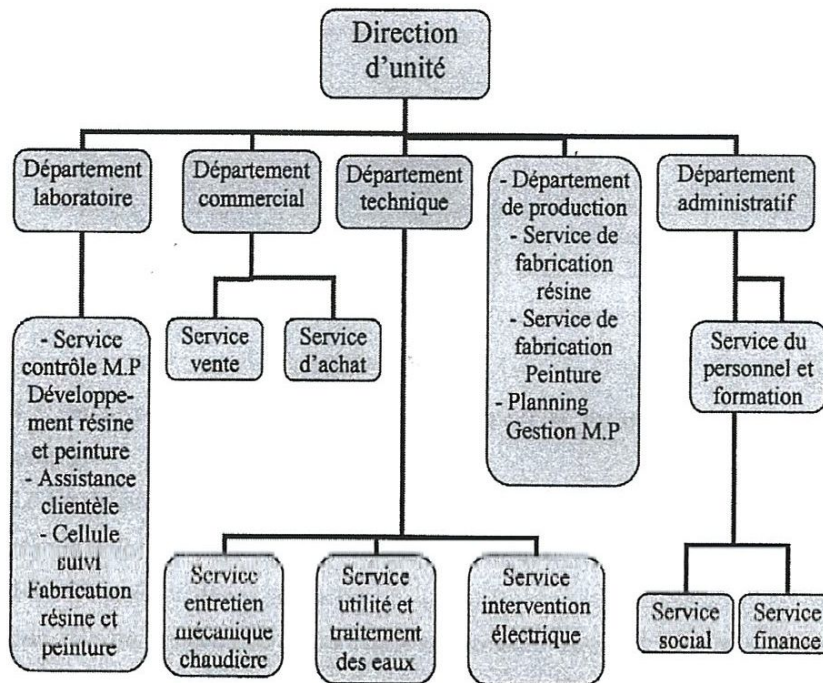 Direction
d'unité
Département
laboratoire
Département
commercial
Département
technique
- Département
de production
- Service de
fabrication
résine
- Service de
fabrication
Peinture
- Planning
Gestion M.P
Département
administratif
- Service
contrôle M.P
Développe-
ment résine
et peinture
- Assistance
clientèle
- Cellule
suivi
Fabrication
résine et
peinture
Service
vente
Service
d'achat
Service du
personnel et
formation
Service
entretien
mécanique
chaudière
Service
utilité et
traitement
des eaux
Service
intervention
électrique
Service
social
Service
finance